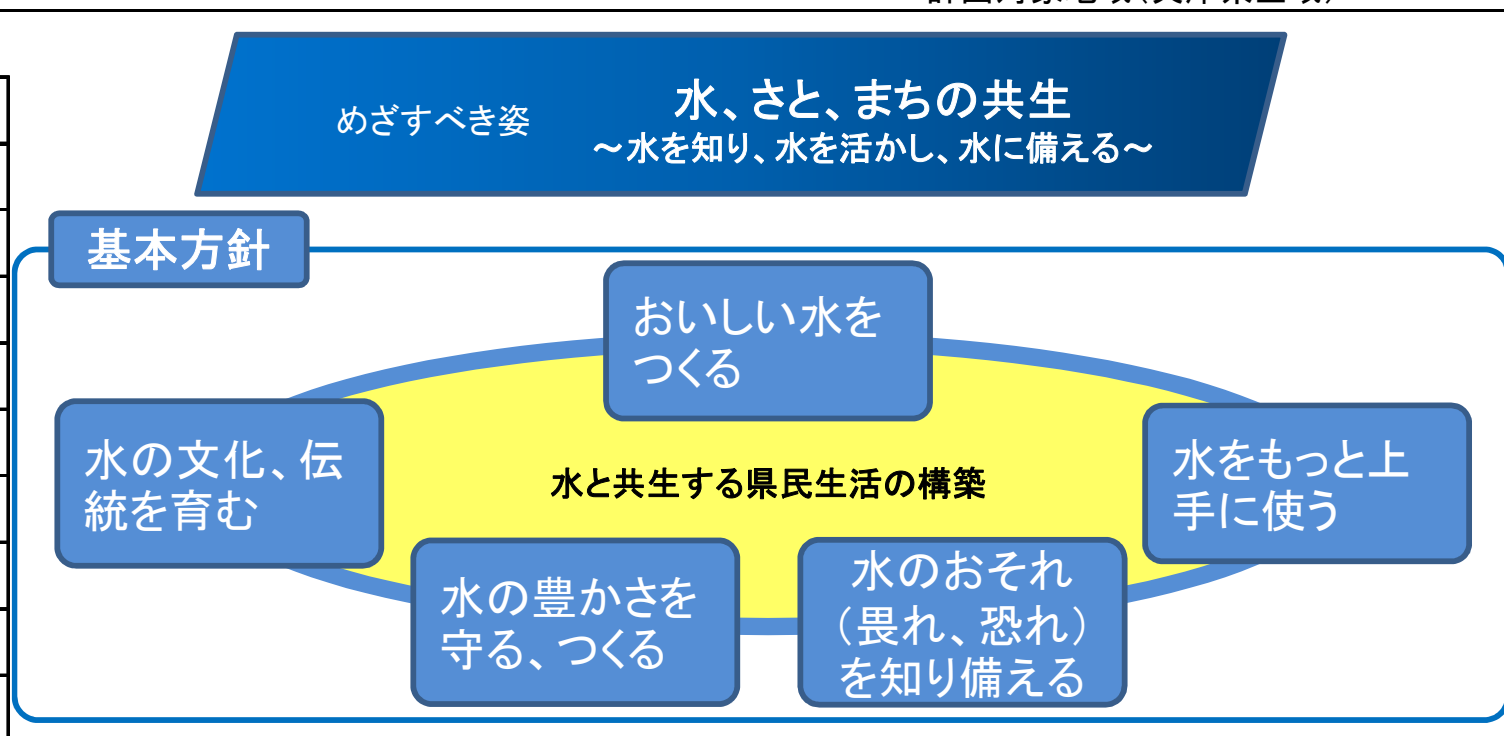 めざすべき姿
水、さと、まちの共生
～水を知り、水を活かし、水に備える～
基本方針
おいしい水を
つくる
水の文化、伝
統を育む
水と共生する県民生活の構築
水をもっと上
手に使う
水の豊かさを
守る、つくる
水のおそれ
（畏れ、恐れ）
を知り備える